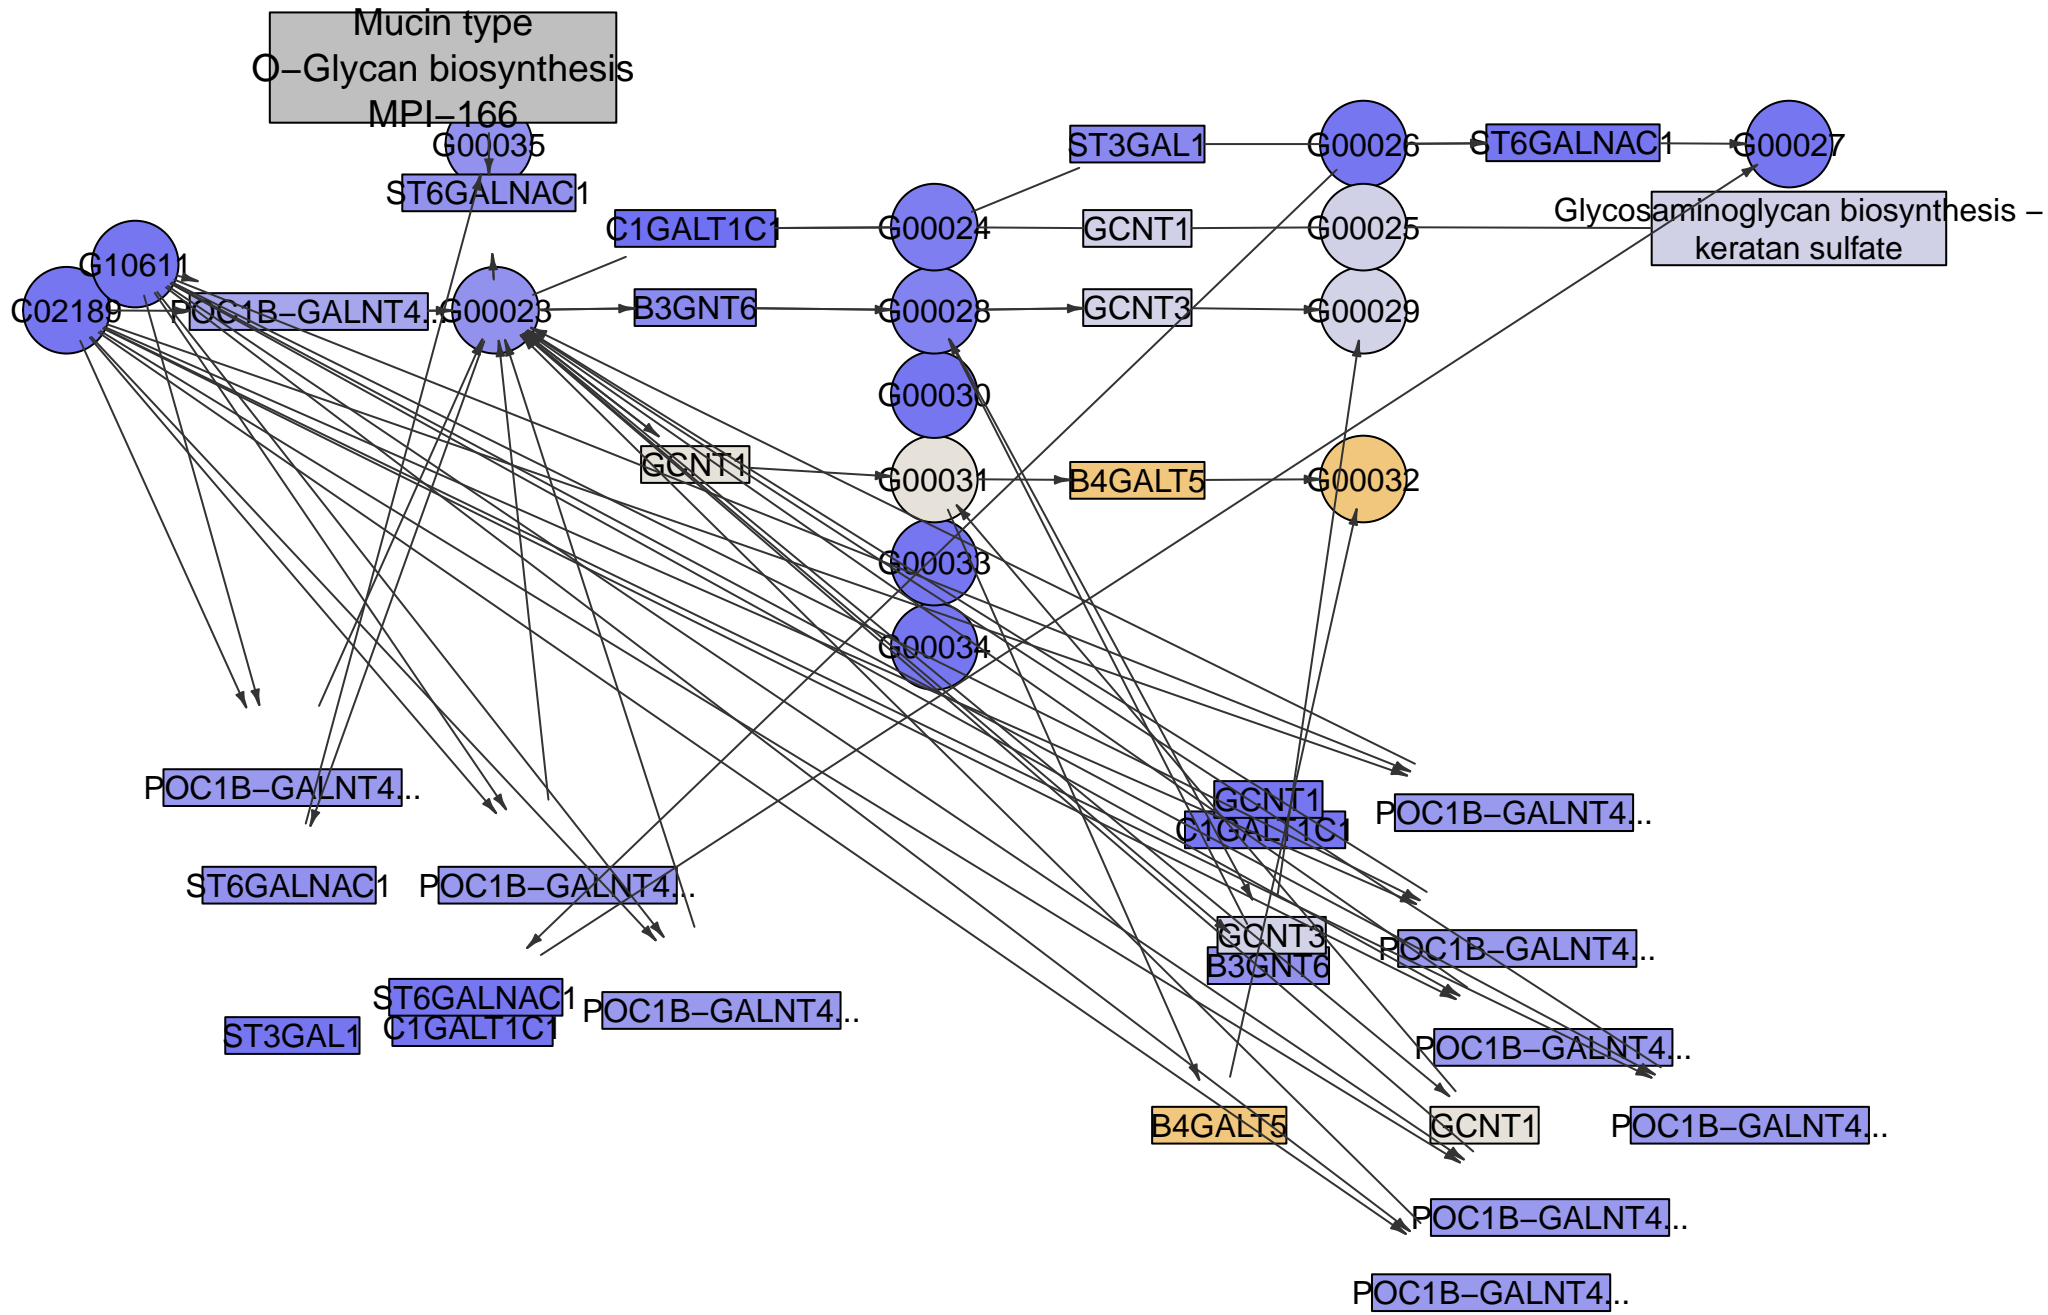 Mucin type
O−Glycan biosynthesis
MPI−166
G00035
ST6GALNAC1
ST3GAL1
G00026
ST6GALNAC1
G00027
C1GALT1C1
G00024
GCNT1
G00025
Glycosaminoglycan biosynthesis −
keratan sulfate
G10611
C02189
POC1B−GALNT4...
G00023
B3GNT6
G00028
GCNT3
G00029
G00030
GCNT1
G00031
B4GALT5
G00032
G00033
G00034
POC1B−GALNT4...
GCNT1
C1GALT1C1
POC1B−GALNT4...
ST6GALNAC1
POC1B−GALNT4...
GCNT3
B3GNT6
POC1B−GALNT4...
ST6GALNAC1
C1GALT1C1
ST3GAL1
POC1B−GALNT4...
POC1B−GALNT4...
B4GALT5
GCNT1
POC1B−GALNT4...
POC1B−GALNT4...
POC1B−GALNT4...